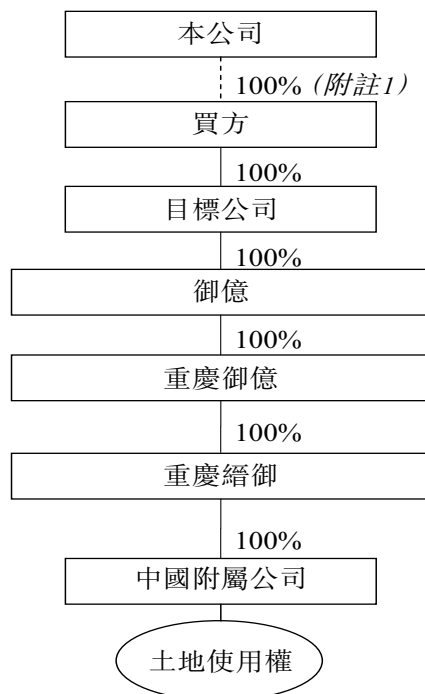 本公司
100%（附註1）
買方
100%
目標公司
100%
御億
100%
重慶御億
100%
重慶縉御
100%
中國附屬公司
土地使用權